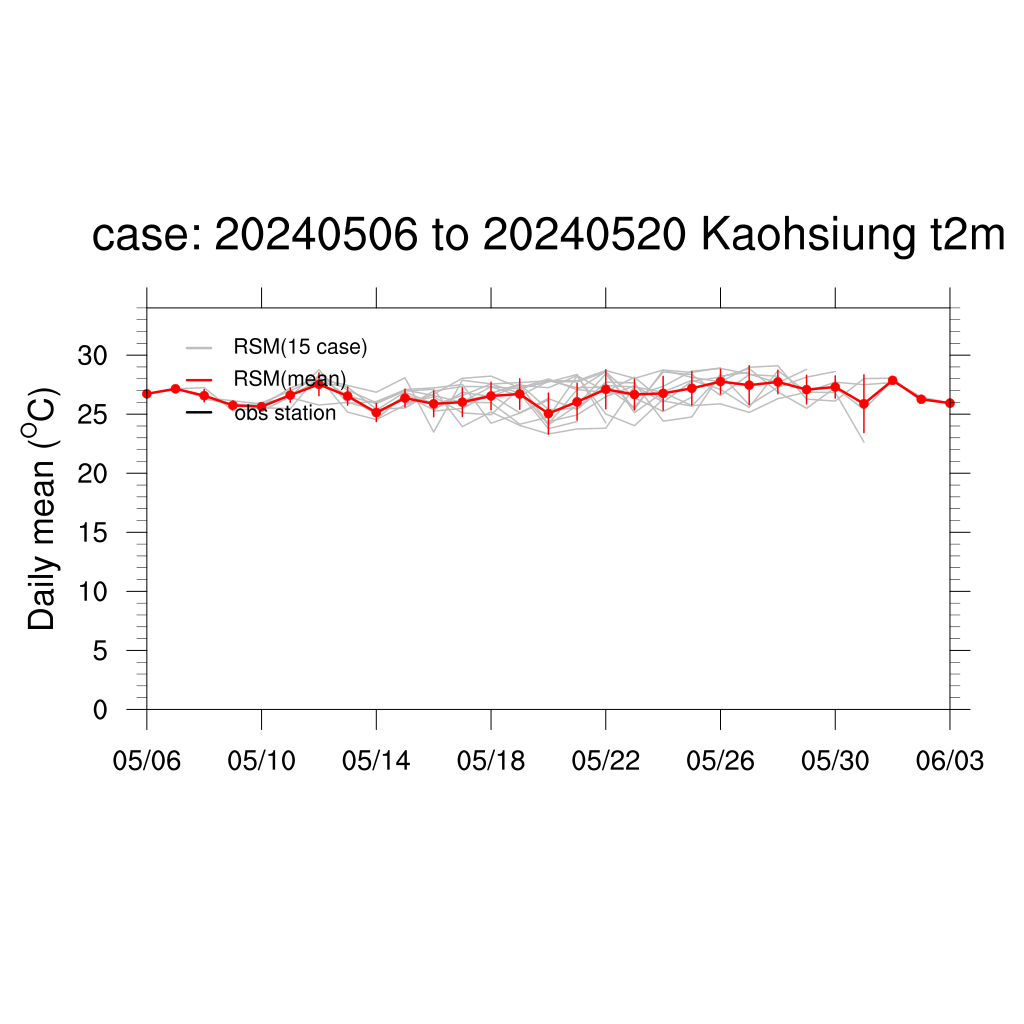 case: 20240506 to 20240520 Kaohsiung t2m
Daily mean (°C)
30
25
20
15
10
5
0
RSM(15 case)
RSM(mean)
obs station
05/06 05/10 05/14 05/18 05/22 05/26 05/30 06/03